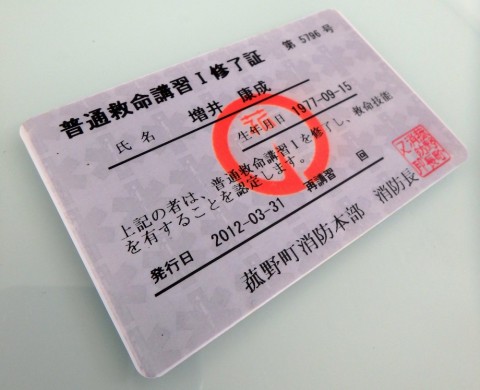 普通救命講習Ⅰ修了証 第 5796 号
氏 名 増井 康成
生年月日 1977-09-15
上記の者は、普通救命講習Ⅰを修了し、救命技能
を有することを認定します。
発行日 2012-03-31 再講習 回
菰野町消防本部 消防長